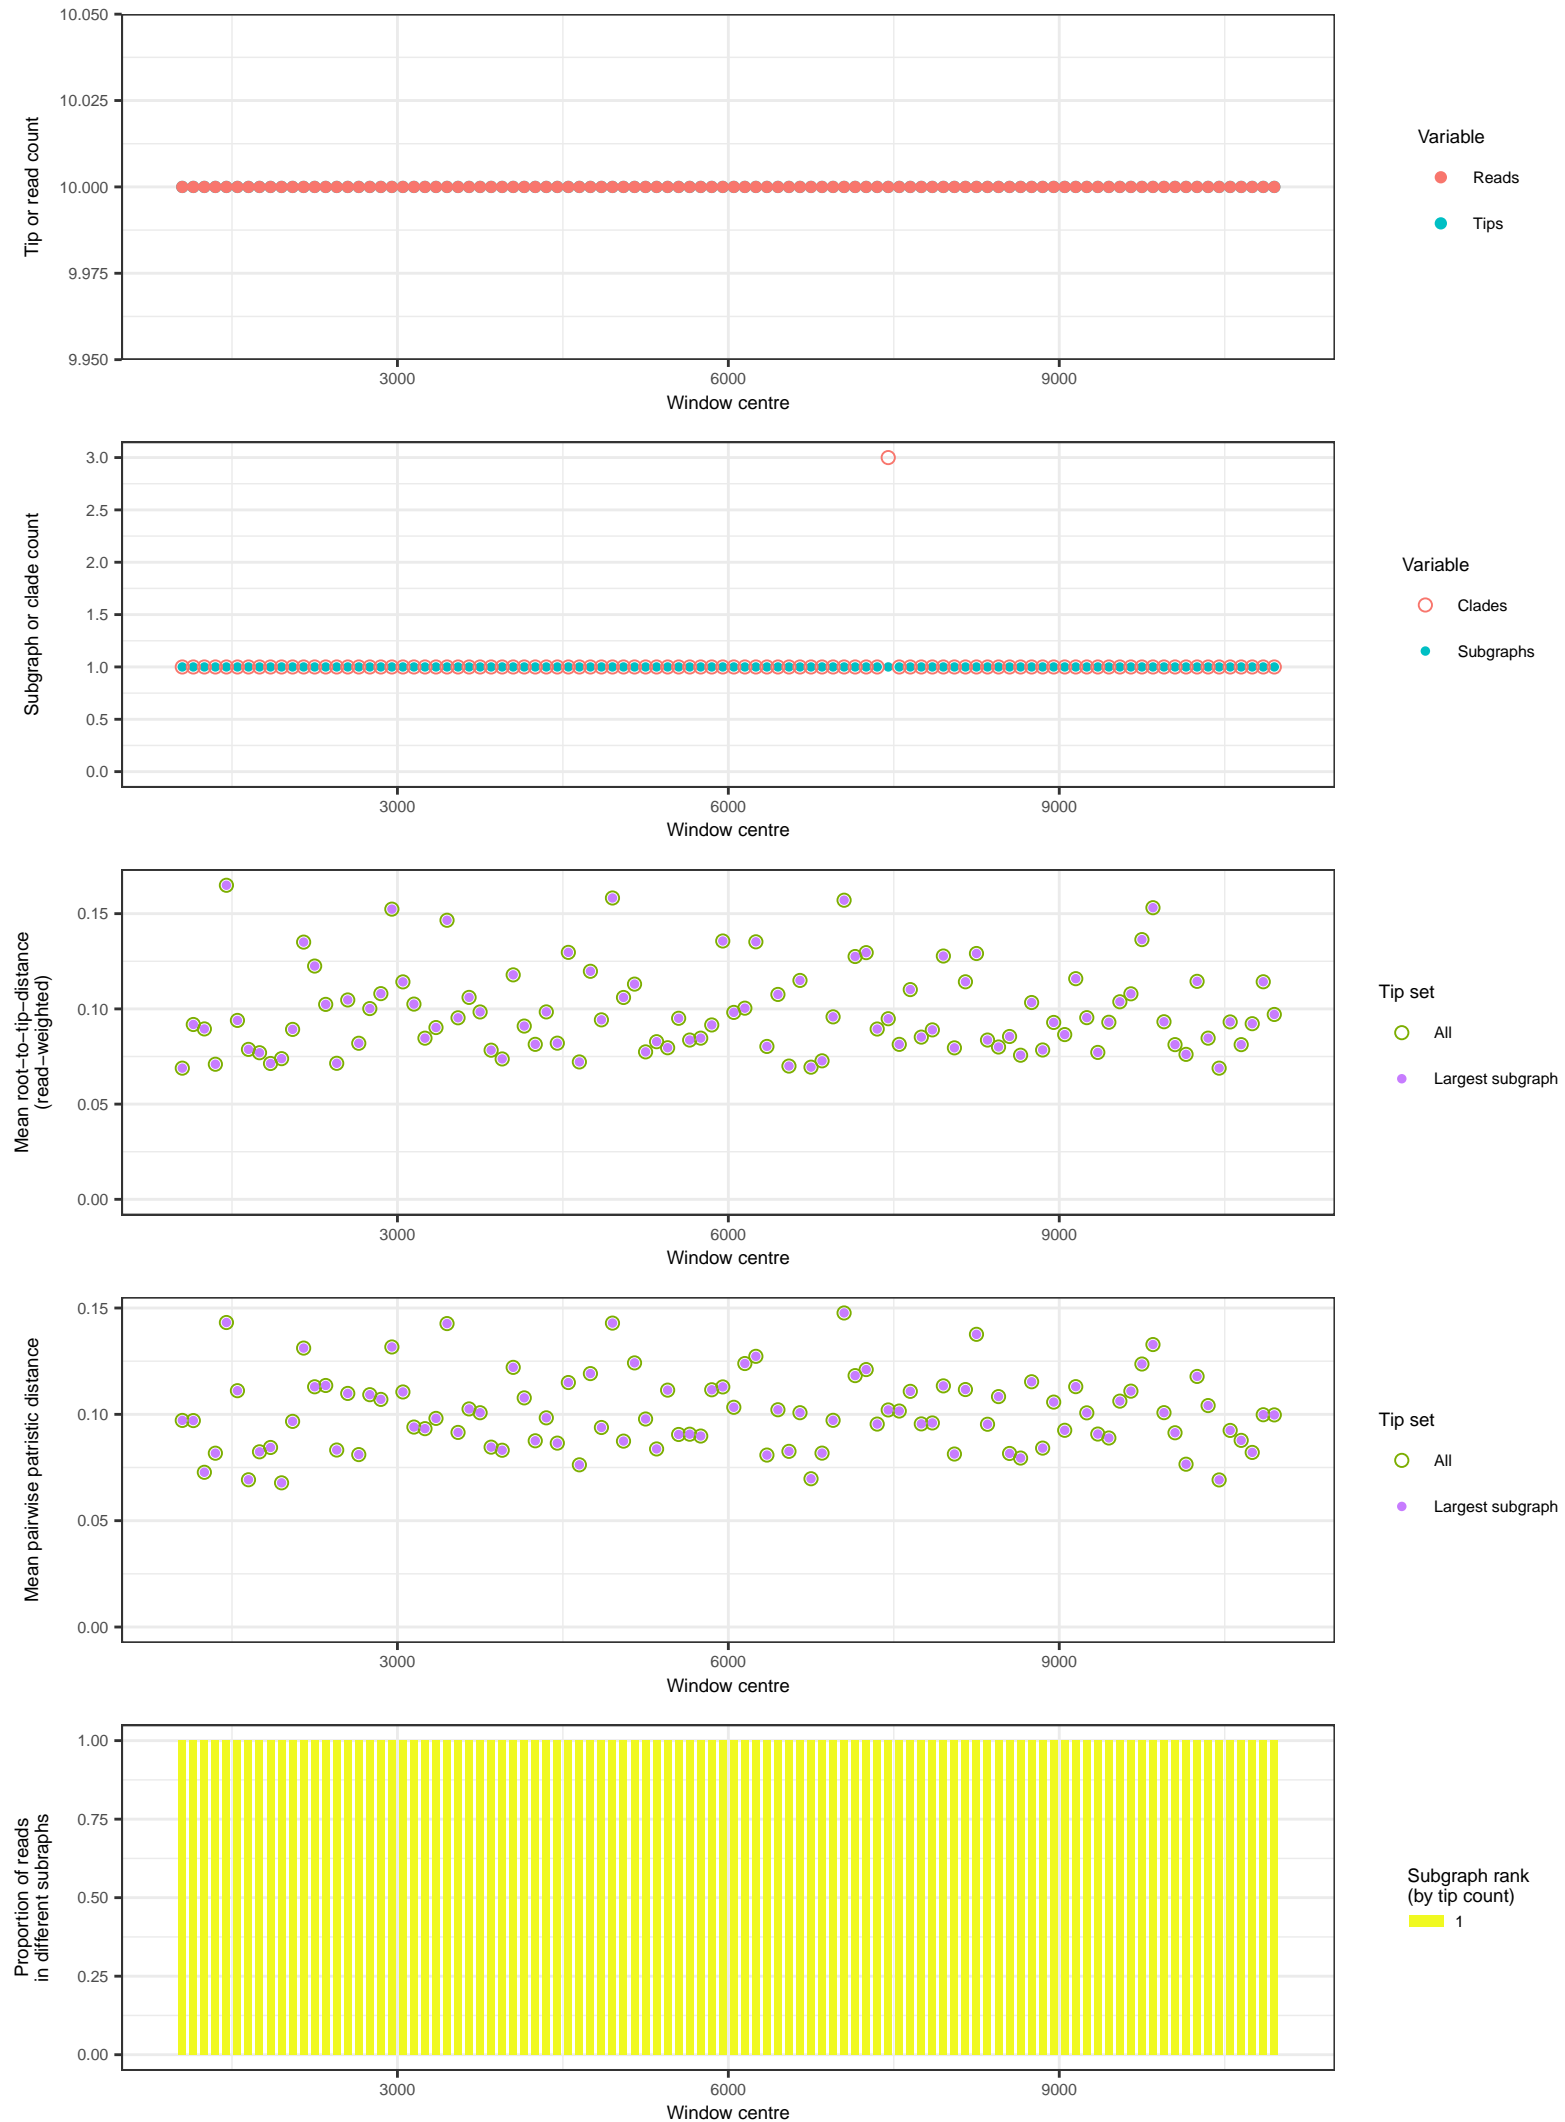 10.050
10.025
10.000
9.975
9.950
Tip or read count
3000 6000 9000
Window centre
Variable
Reads
Tips
3.0
2.5
2.0
1.5
1.0
0.5
0.0
Subgraph or clade count
3000 6000 9000
Window centre
Variable
Clades
Subgraphs
0.15
0.10
0.05
0.00
Mean root−to−tip−distance
(read−weighted)
3000 6000 9000
Window centre
Tip set
All
Largest subgraph
0.15
0.10
0.05
0.00
Mean pairwise patristic distance
3000 6000 9000
Window centre
Tip set
All
Largest subgraph
1.00
0.75
0.50
0.25
0.00
Proportion of reads
in different subraphs
3000 6000 9000
Window centre
Subgraph rank
(by tip count)
1